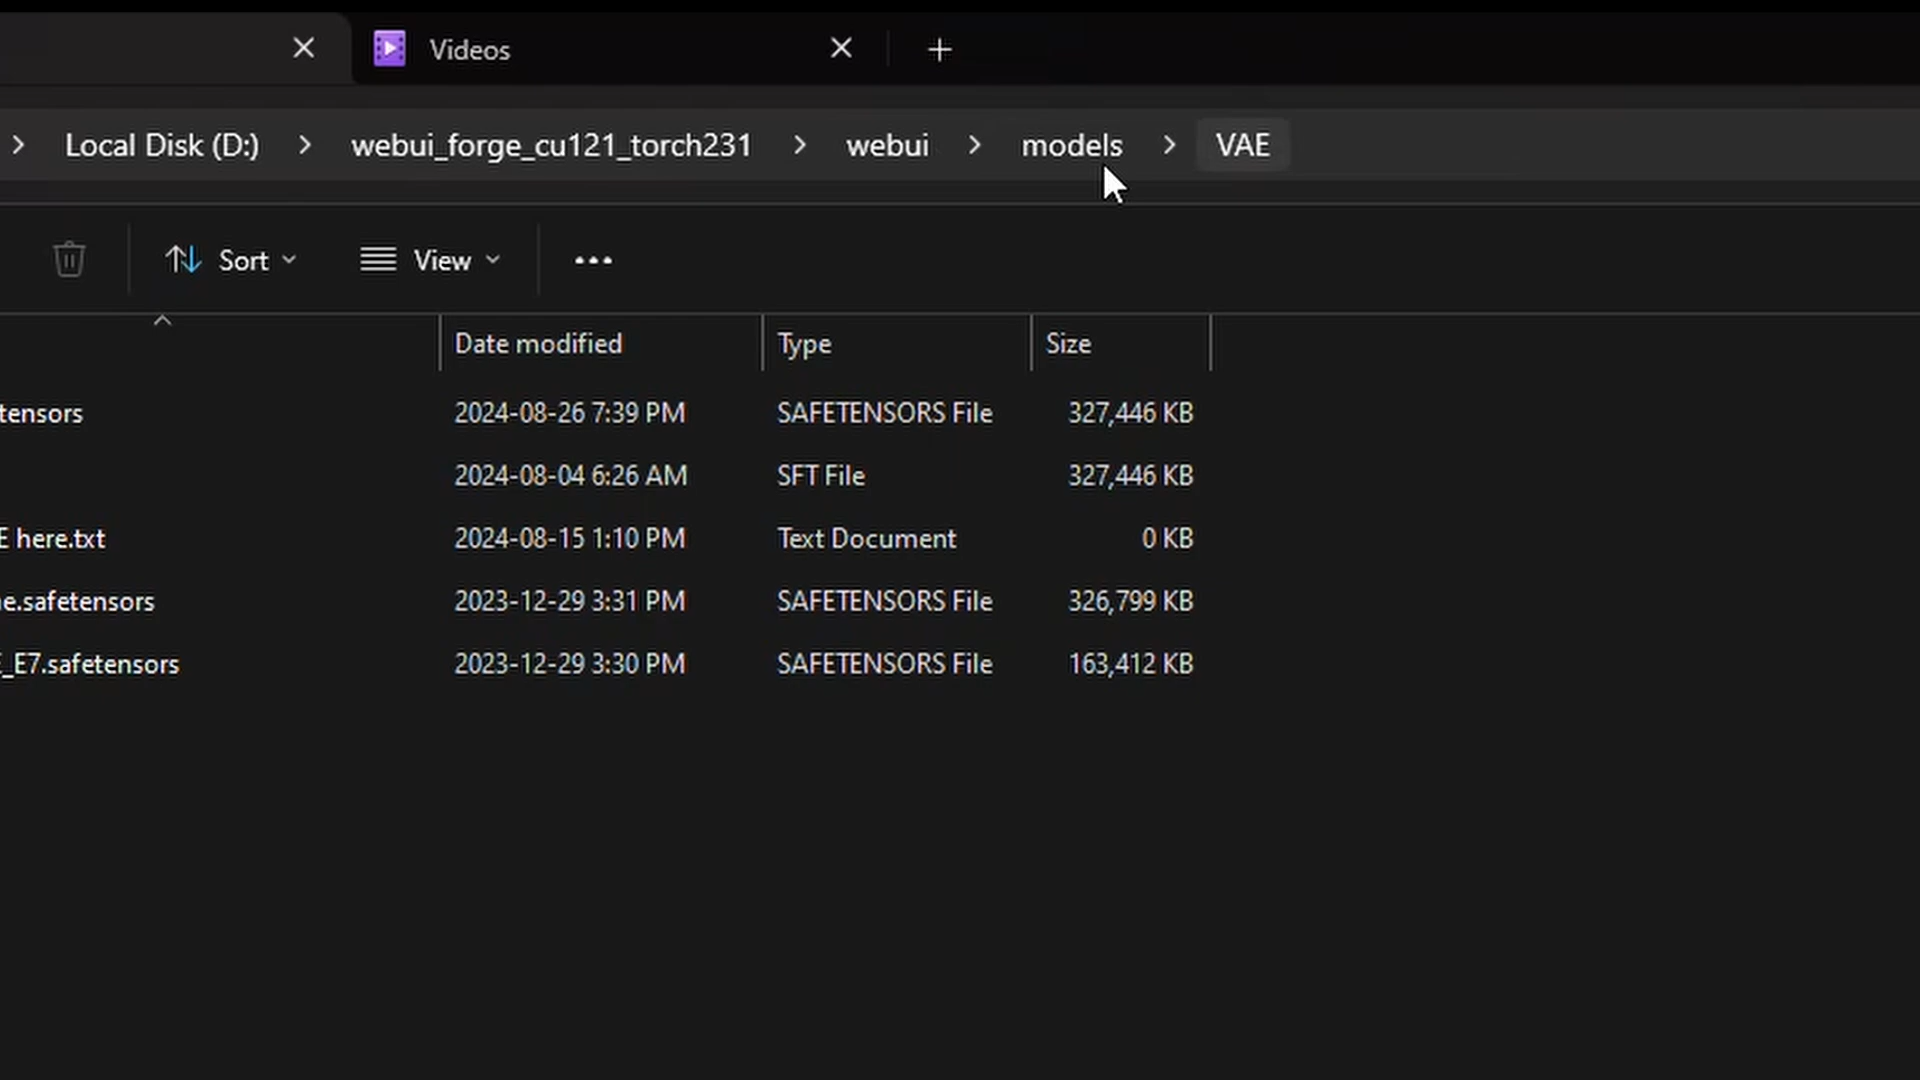 Videos
Local Disk (D:) > webui_forge_cu121_torch231 > webui > models > VAE
Sort View
Date modified Type Size
tensors 2024-08-26 7:39 PM SAFETENSORS File 327,446 KB
2024-08-04 6:26 AM SFT File 327,446 KB
E here.txt 2024-08-15 1:10 PM Text Document 0 KB
e.safetensors 2023-12-29 3:31 PM SAFETENSORS File 326,799 KB
_E7.safetensors 2023-12-29 3:30 PM SAFETENSORS File 163,412 KB